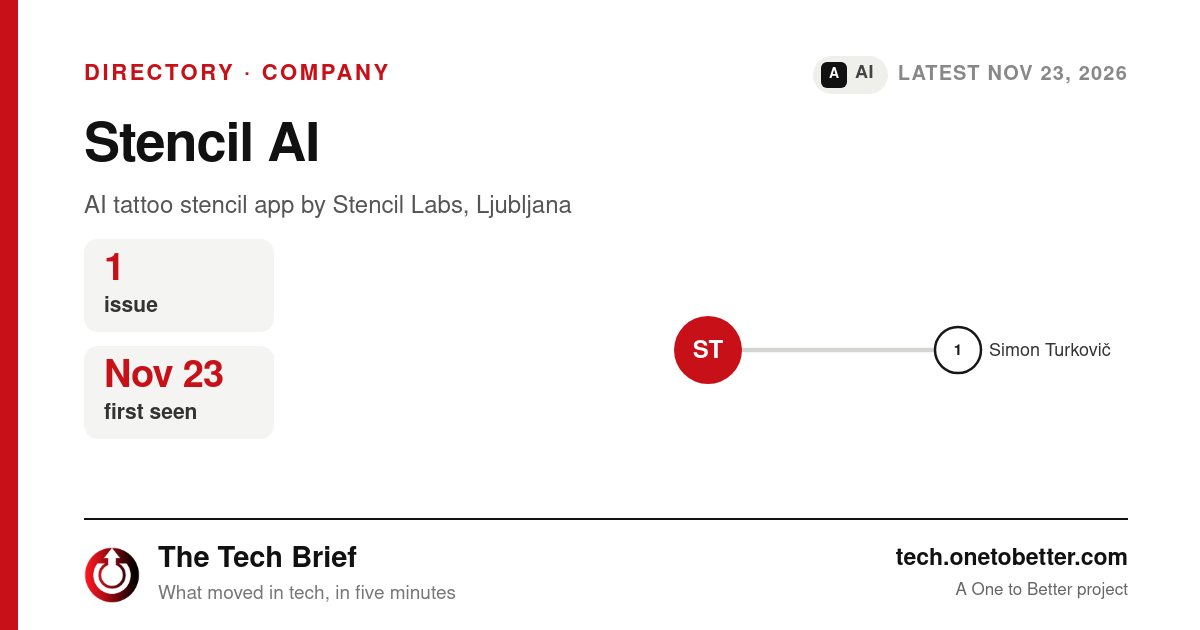 DIRECTORY · COMPANY
A AI LATEST NOV 23, 2026
Stencil AI
AI tattoo stencil app by Stencil Labs, Ljubljana
1
issue
Nov 23
first seen
ST
1 Simon Turkovič
The Tech Brief
What moved in tech, in five minutes
tech.onetobetter.com
A One to Better project